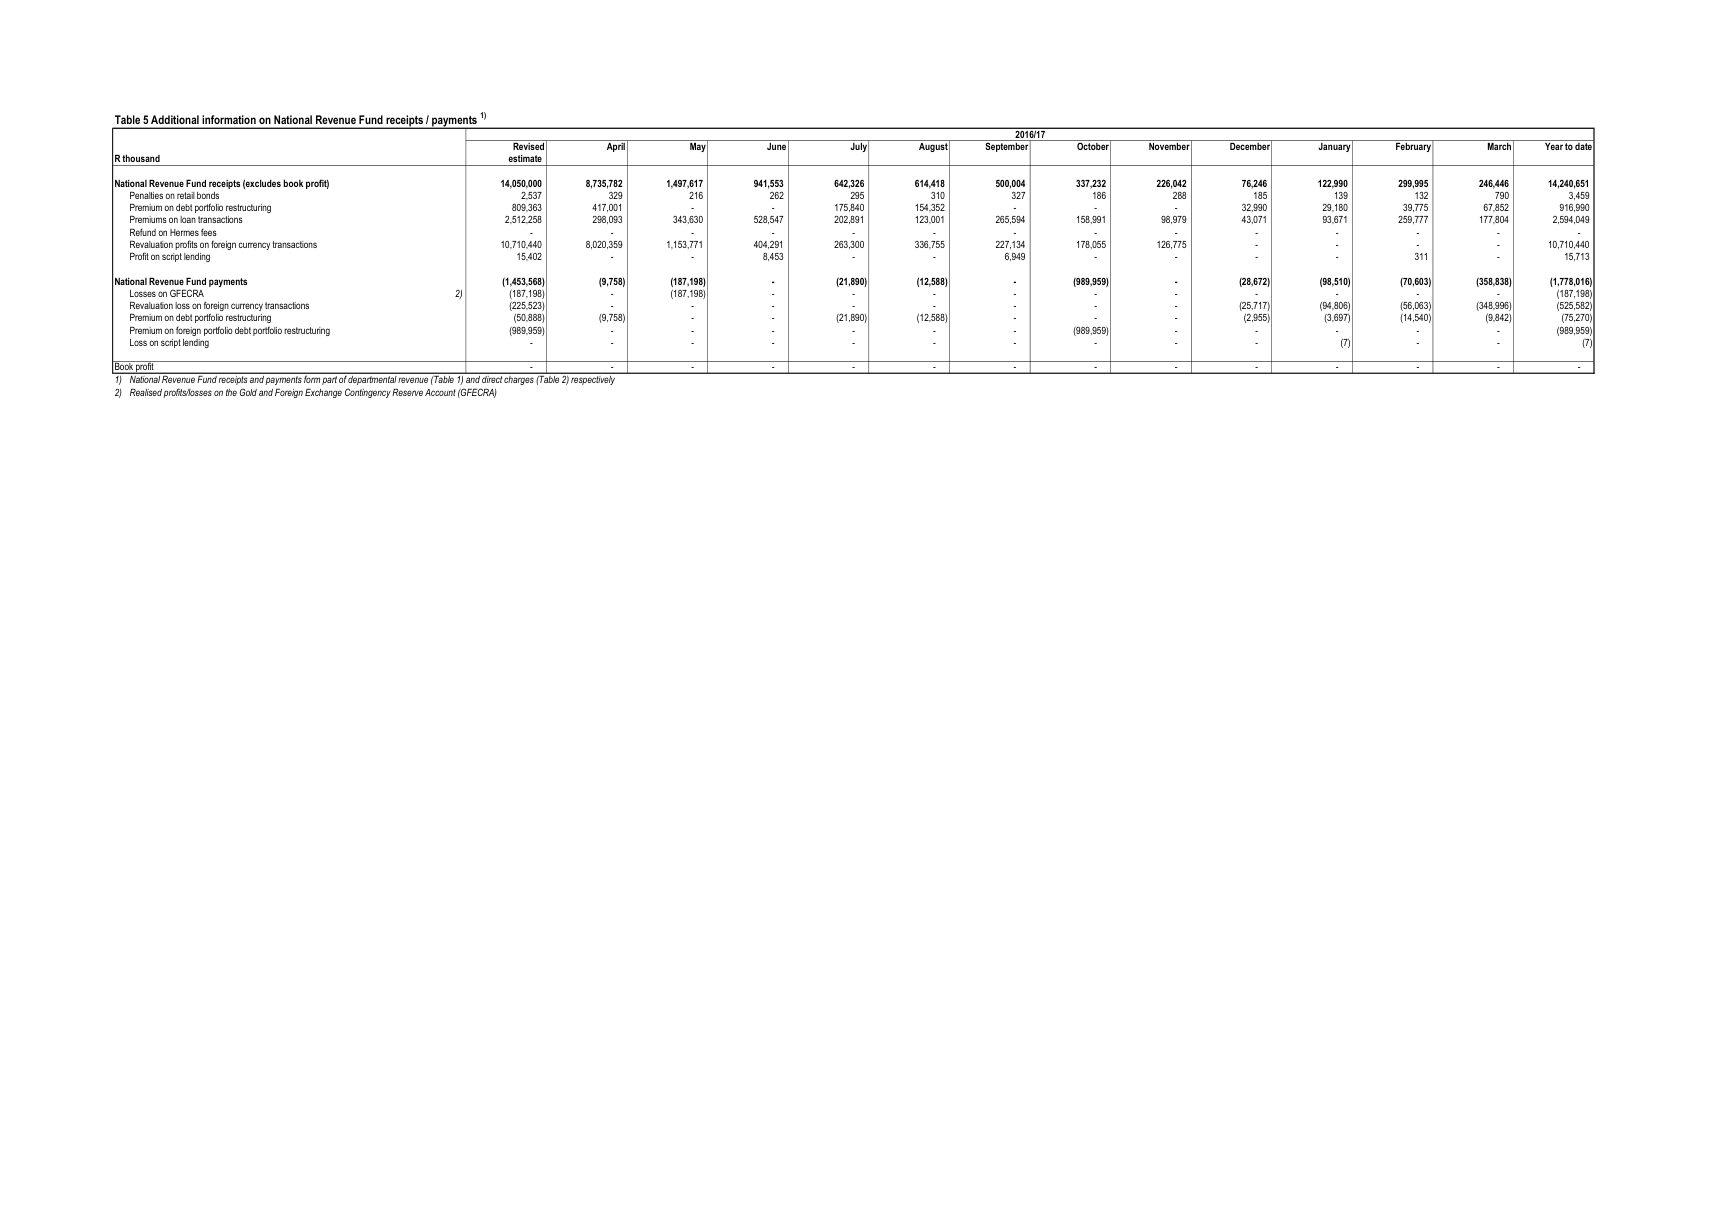 Table 5 Additional information on National Revenue Fund receipts / payments 1)
2016/17
R thousand Revised estimate April May June July August September October November December January February March Year to date
National Revenue Fund receipts (excludes book profit) 14,050,000 8,735,782 1,497,617 941,553 642,326 614,418 500,004 337,232 226,042 76,246 122,990 299,995 246,446 14,240,651
Penalties on retail bonds 2,537 329 216 262 295 310 327 186 288 185 139 132 790 3,459
Premium on debt portfolio restructuring 809,363 417,001 - - 175,840 154,352 - - - 32,990 29,180 39,775 67,852 916,990
Premiums on loan transactions 2,512,258 298,093 343,630 528,547 202,891 123,001 265,594 158,991 98,979 43,071 93,671 259,777 177,804 2,594,049
Refund on Hermes fees - - - - - - - - - - - - - -
Revaluation profits on foreign currency transactions 10,710,440 8,020,359 1,153,771 404,291 263,300 336,755 227,134 178,055 126,775 - - - - 10,710,440
Profit on script lending 15,402 - - 8,453 - - 6,949 - - - - 311 - 15,713
National Revenue Fund payments (1,453,568) (9,758) (187,198) - (21,890) (12,588) - (989,959) - (28,672) (98,510) (70,603) (358,838) (1,778,016)
Losses on GFECRA 2) (187,198) - (187,198) - - - - - - - - - - (187,198)
Revaluation loss on foreign currency transactions (225,523) - - - - - - - - (25,717) (94,806) (56,063) (348,996) (525,582)
Premium on debt portfolio restructuring (50,888) (9,758) - - (21,890) (12,588) - - - (2,955) (3,697) (14,540) (9,842) (75,270)
Premium on foreign portfolio debt portfolio restructuring (989,959) - - - - - - (989,959) - - - - - (989,959)
Loss on script lending - - - - - - - - - - (7) - - (7)
Book profit - - - - - - - - - - - - - -
1) National Revenue Fund receipts and payments form part of departmental revenue (Table 1) and direct charges (Table 2) respectively
2) Realised profits/losses on the Gold and Foreign Exchange Contingency Reserve Account (GFECRA)